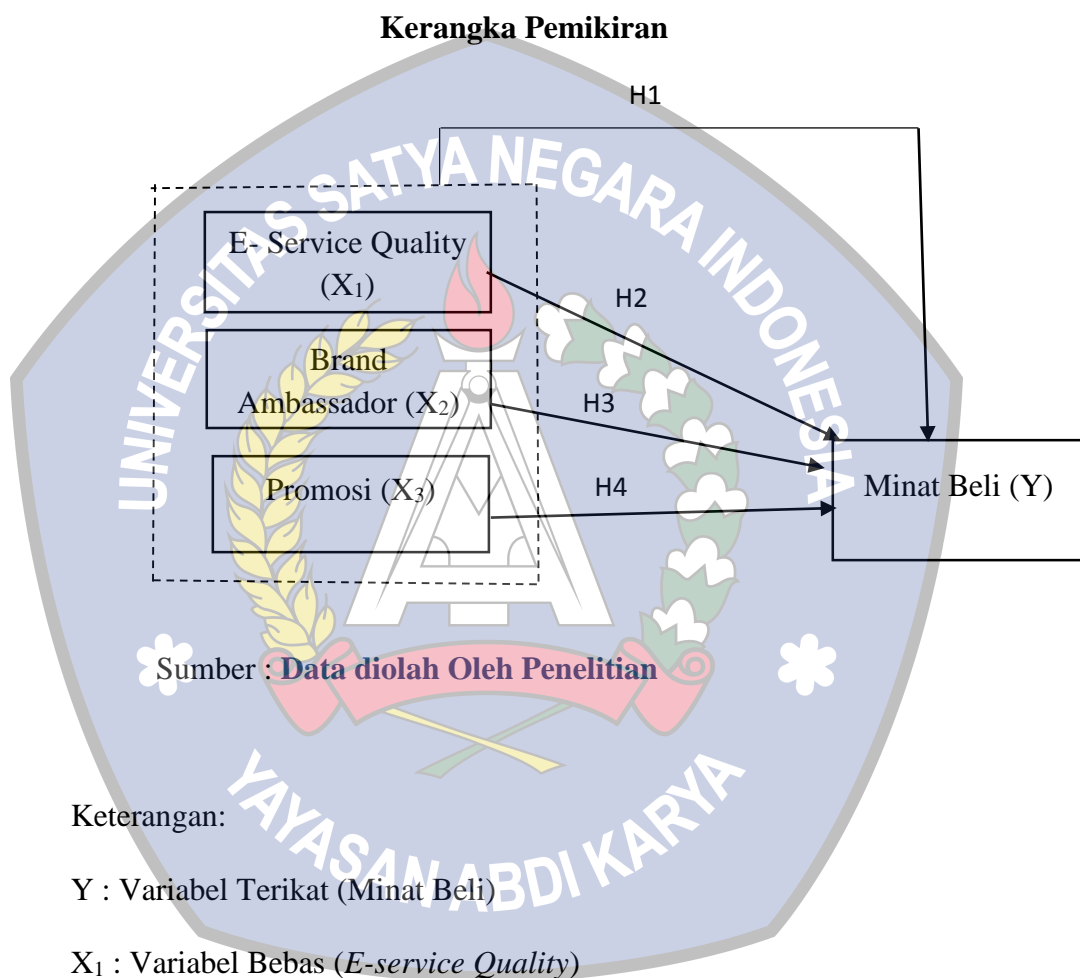 Kerangka Pemikiran
H1
UNIVERSITAS SATYA NEGARA INDONESIA
E- Service Quality
(X₁)
H2
Brand
Ambassador (X₂)
H3
Promosi (X₃)
H4
Minat Beli (Y)
Sumber : Data diolah Oleh Penelitian
YAYASAN ABDI KARYA
Keterangan:
Y : Variabel Terikat (Minat Beli)
X₁ : Variabel Bebas (E-service Quality)